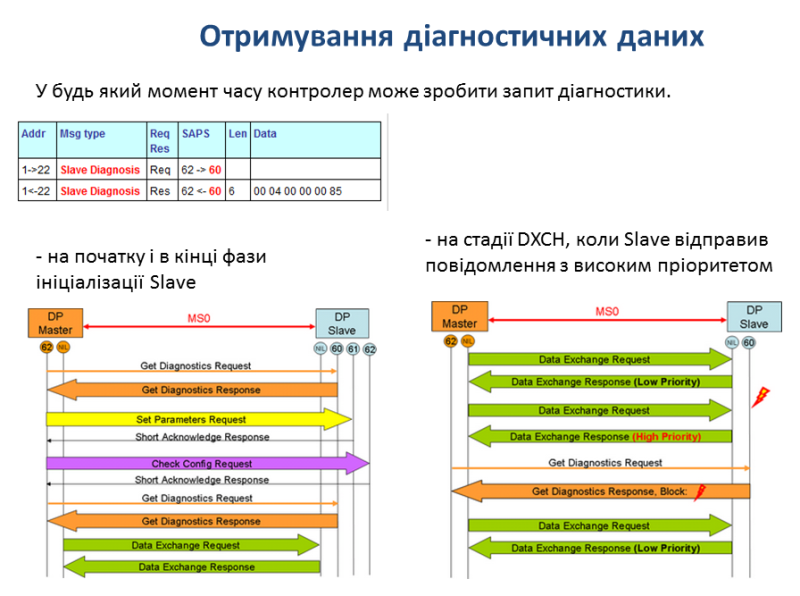 Отримування діагностичних даних
У будь який момент часу контролер може зробити запит діагностики.
Addr Msg type Req Res SAPS Len Data
1->22 Slave Diagnosis Req 62 -> 60
1<-22 Slave Diagnosis Res 62 <- 60 6 00 04 00 00 00 85
- на початку і в кінці фази
ініціалізації Slave
DP Master MS0 DP Slave
62 NIL NIL 60 61 62
Get Diagnostics Request
Get Diagnostics Response
Set Parameters Request
Short Acknowledge Response
Check Config Request
Short Acknowledge Response
Get Diagnostics Request
Get Diagnostics Response
Data Exchange Request
Data Exchange Response
- на стадії DXCH, коли Slave відправив
повідомлення з високим пріоритетом
DP Master MS0 DP Slave
62 NIL NIL 60
Data Exchange Request
Data Exchange Response (Low Priority)
Data Exchange Request
Data Exchange Response (High Priority)
Get Diagnostics Request
Get Diagnostics Response, Block:
Data Exchange Request
Data Exchange Response (Low Priority)